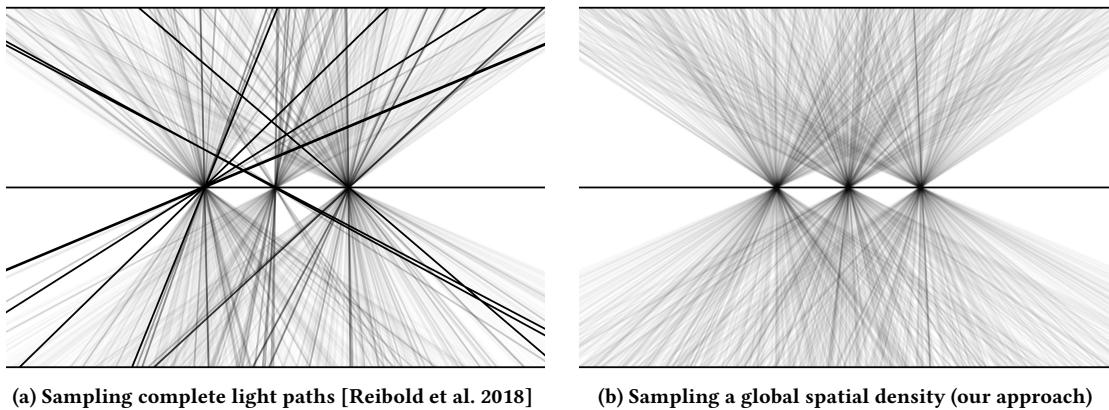 (a) Sampling complete light paths [Reibold et al. 2018]
(b) Sampling a global spatial density (our approach)